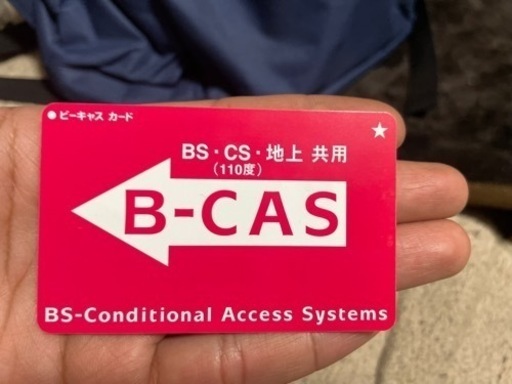 ● ビーキャス カード
★
BS・CS・地上 共用
(110度)
B-CAS
BS-Conditional Access Systems